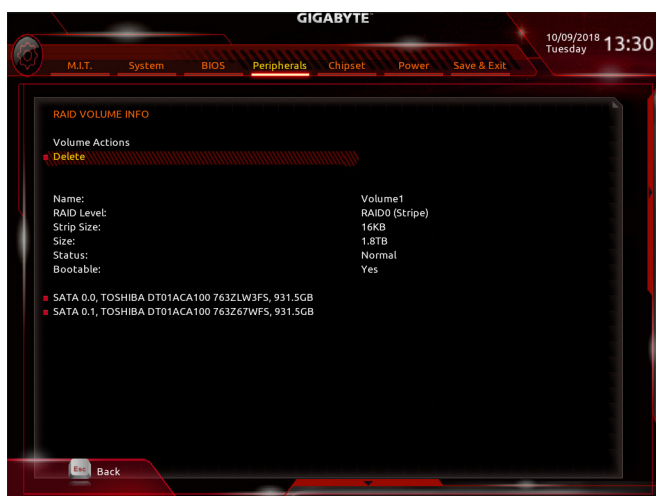 GIGABYTE
10/09/2018
Tuesday 13:30
M.I.T. System BIOS Peripherals Chipset Power Save & Exit
RAID VOLUME INFO
Volume Actions
Delete
Name: Volume1
RAID Level: RAID0 (Stripe)
Strip Size: 16KB
Size: 1.8TB
Status: Normal
Bootable: Yes
SATA 0.0, TOSHIBA DT01ACA100 763ZLW3FS, 931.5GB
SATA 0.1, TOSHIBA DT01ACA100 763Z67WFS, 931.5GB
Esc Back